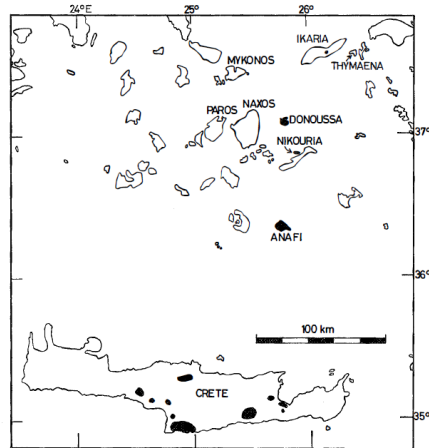 24°E
25°
26°
IKARIA
MYKONOS
THYMAENA
PAROS
NAXOS
DONOUSSA
37°
NIKOURIA
ANAFI
36°
100 km
CRETE
35°